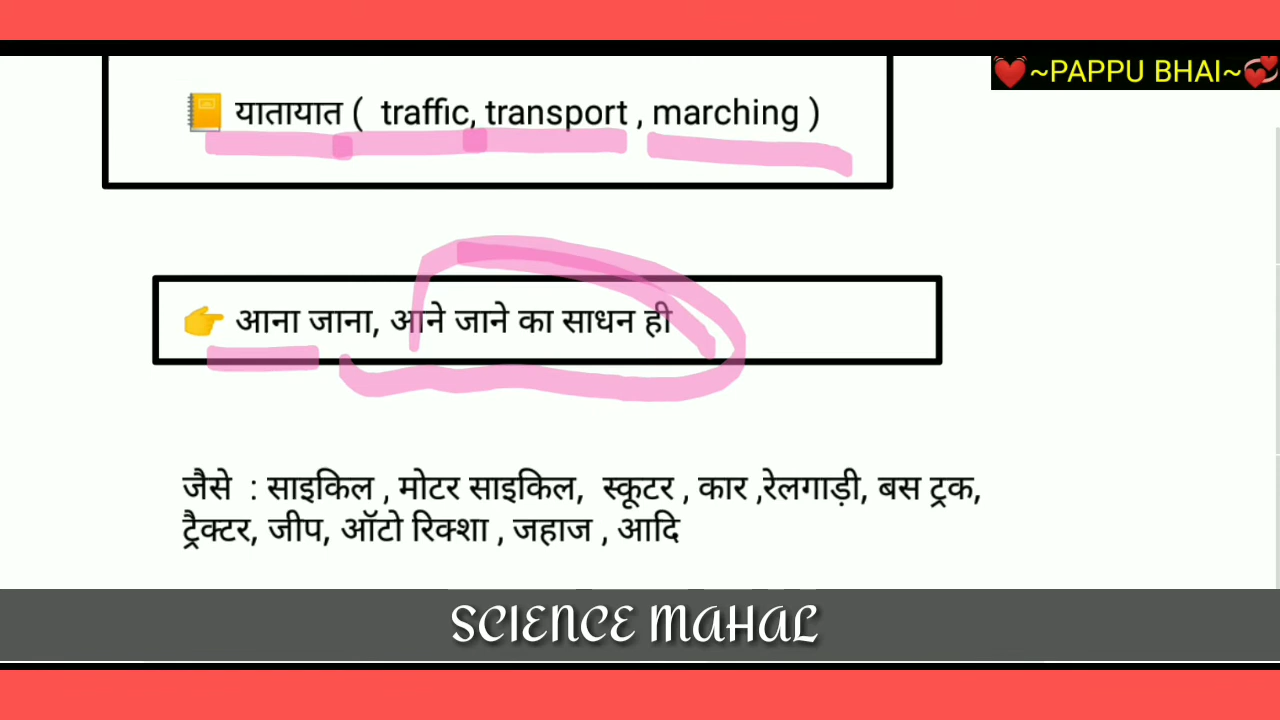 ~PAPPU BHAI~
यातायात ( traffic, transport , marching )
आना जाना, आने जाने का साधन ही
जैसे : साइकिल , मोटर साइकिल, स्कूटर , कार ,रेलगाड़ी, बस ट्रक,
ट्रैक्टर, जीप, ऑटो रिक्शा , जहाज , आदि
SCIENCE MAHAL